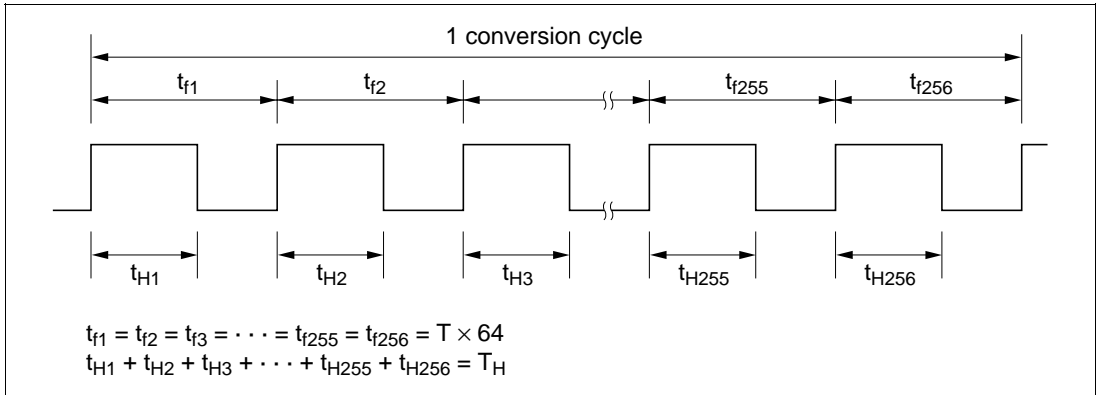 1 conversion cycle
tf1 tf2 tf255 tf256
tH1 tH2 tH3 tH255 tH256
tf1 = tf2 = tf3 = · · · = tf255 = tf256 = T × 64
tH1 + tH2 + tH3 + · · · + tH255 + tH256 = TH